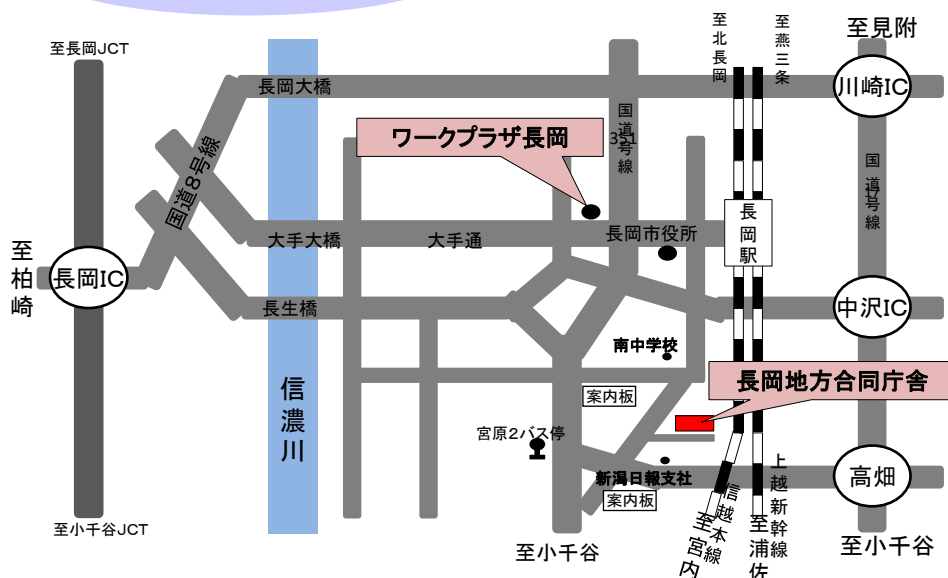 至長岡JCT
至北長岡
至燕三条
至見附
長岡大橋
川崎IC
国道351号線
ワークプラザ長岡
国道8号線
国道17号線
大手大橋
大手通
長岡市役所
長岡駅
至柏崎
長岡IC
長生橋
中沢IC
南中学校
長岡地方合同庁舎
信濃川
案内板
宮原2バス停
新潟日報支社
案内板
高畑
信越本線
上越新幹線
至小千谷JCT
至小千谷
至宮内
至浦佐
至小千谷